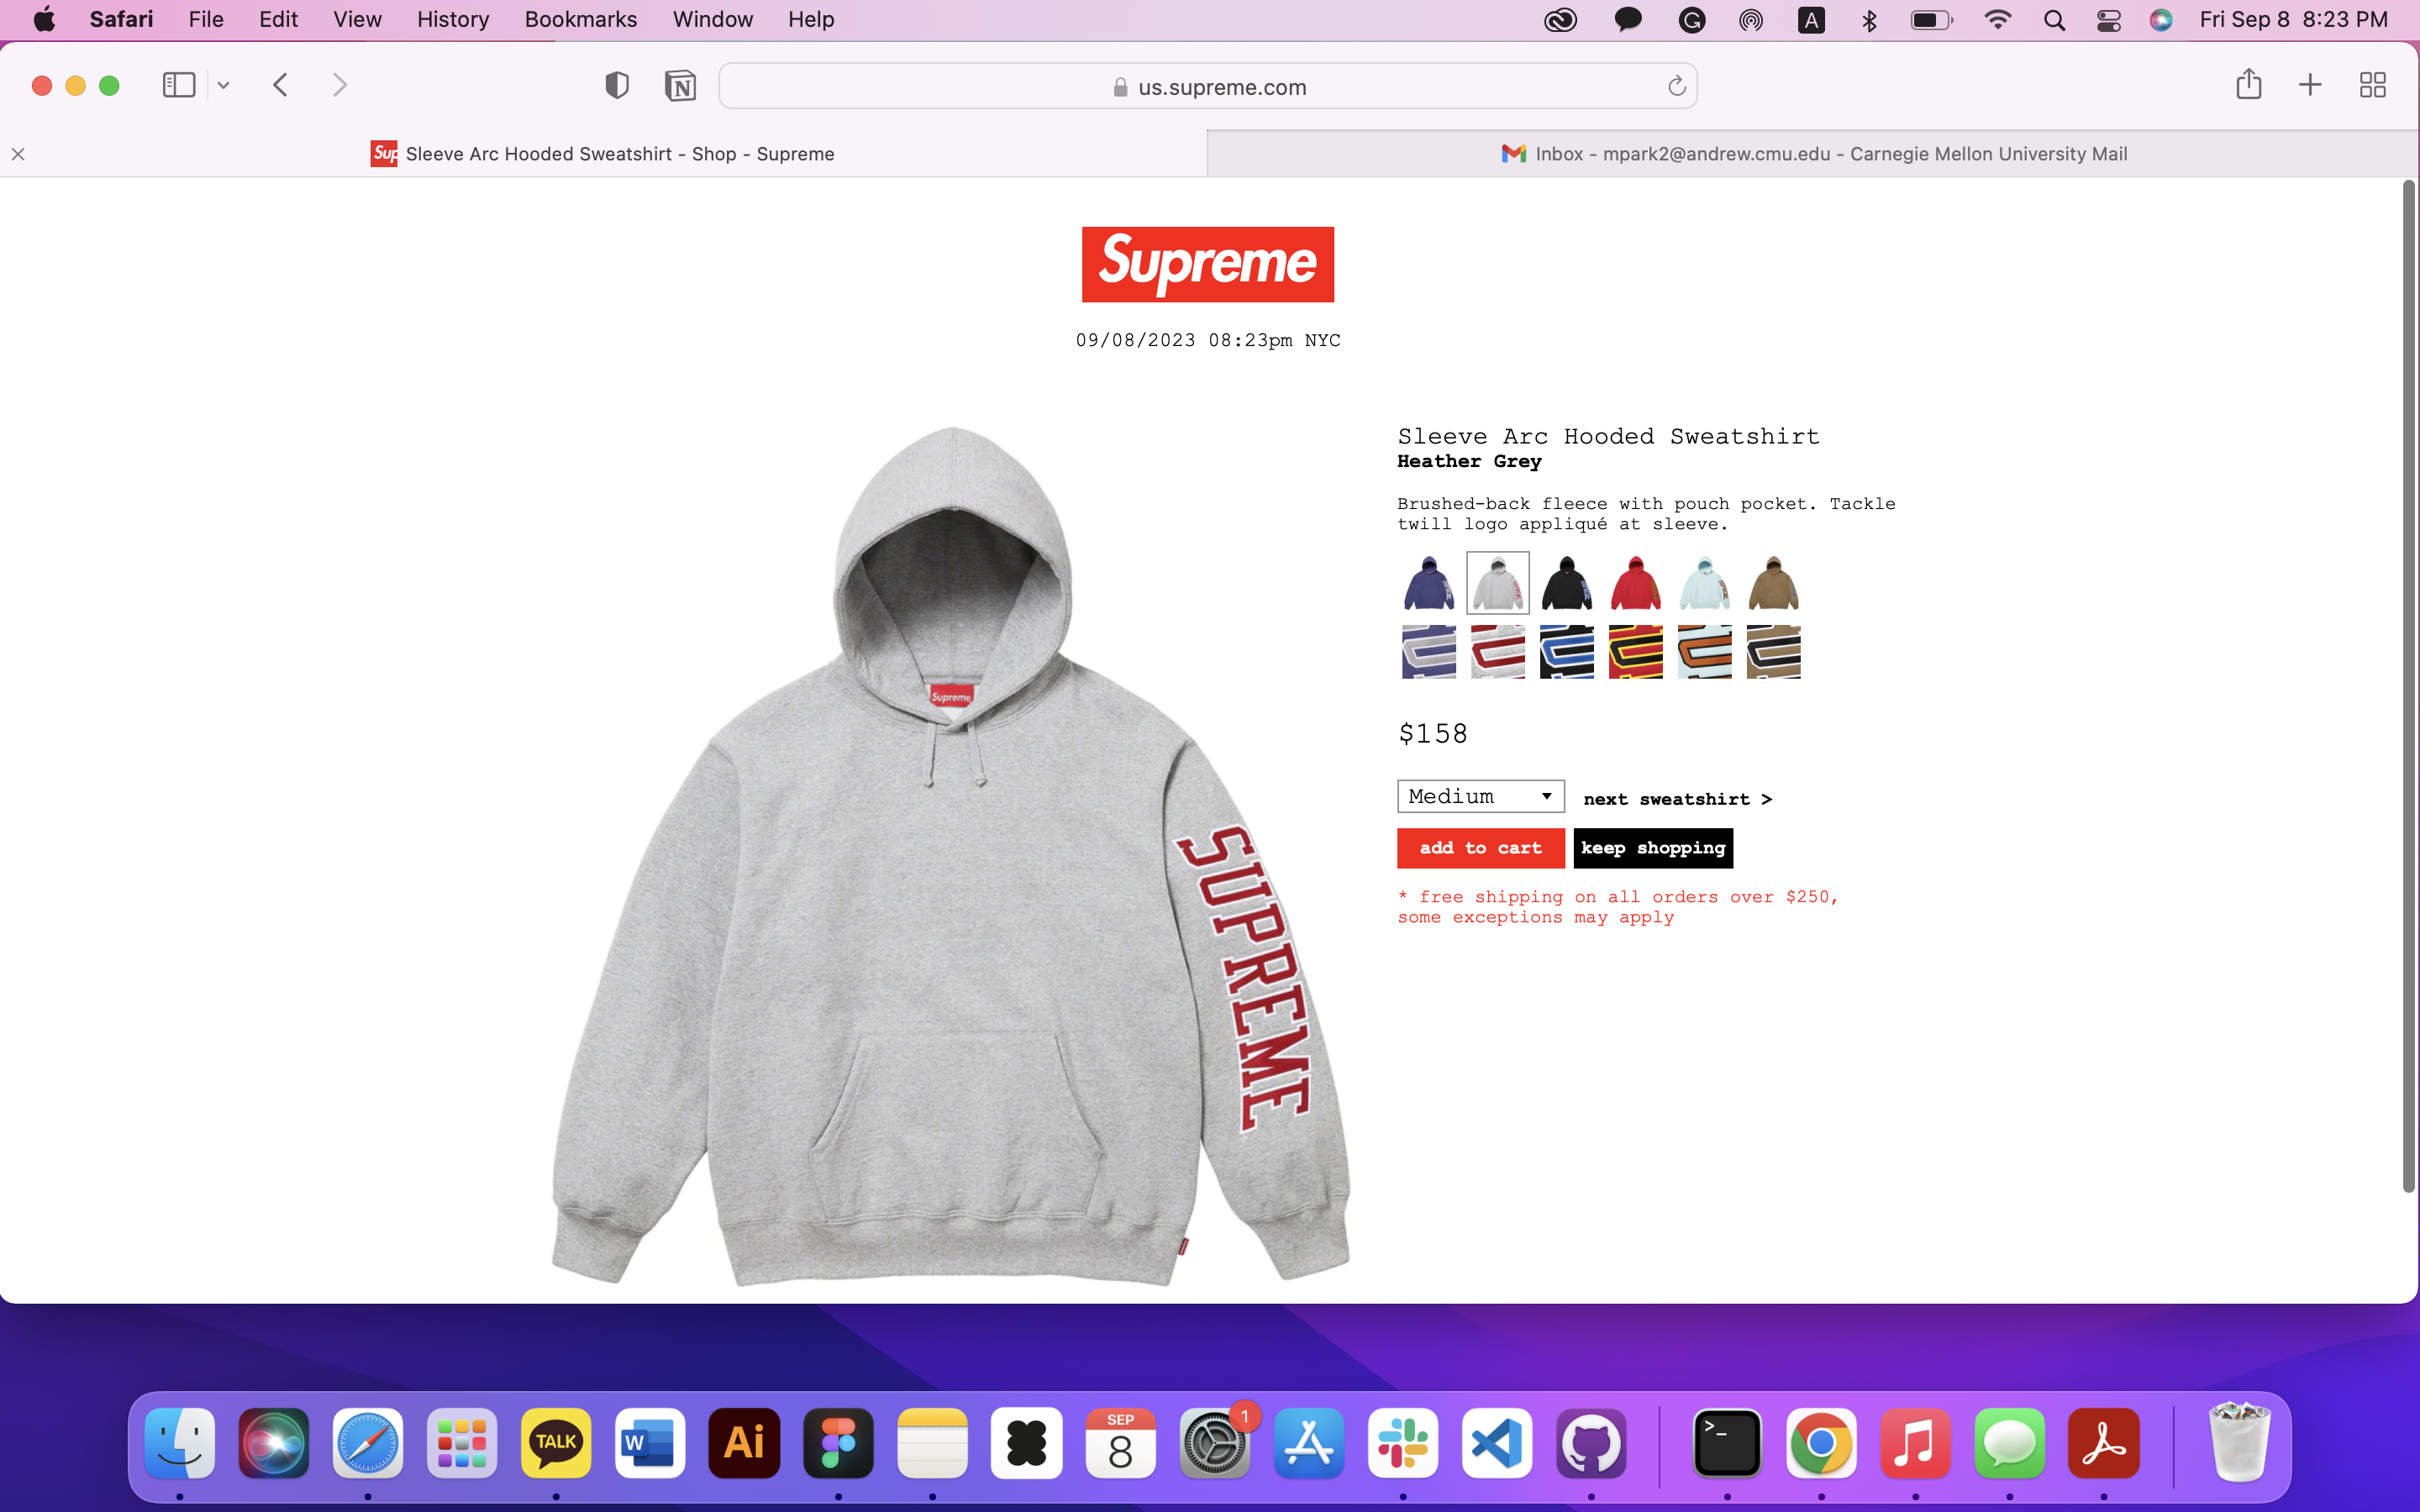 Safari File Edit View History Bookmarks Window Help A Fri Sep 8 8:23 PM
us.supreme.com
Sup Sleeve Arc Hooded Sweatshirt - Shop - Supreme
Inbox - mpark2@andrew.cmu.edu - Carnegie Mellon University Mail
Supreme
09/08/2023 08:23pm NYC
Sleeve Arc Hooded Sweatshirt
Heather Grey
Brushed-back fleece with pouch pocket. Tackle
twill logo appliqué at sleeve.
Supreme
$158
Medium
next sweatshirt >
add to cart
keep shopping
* free shipping on all orders over $250,
some exceptions may apply
SUPREME
TALK
W
Ai
SEP
8
1
>_